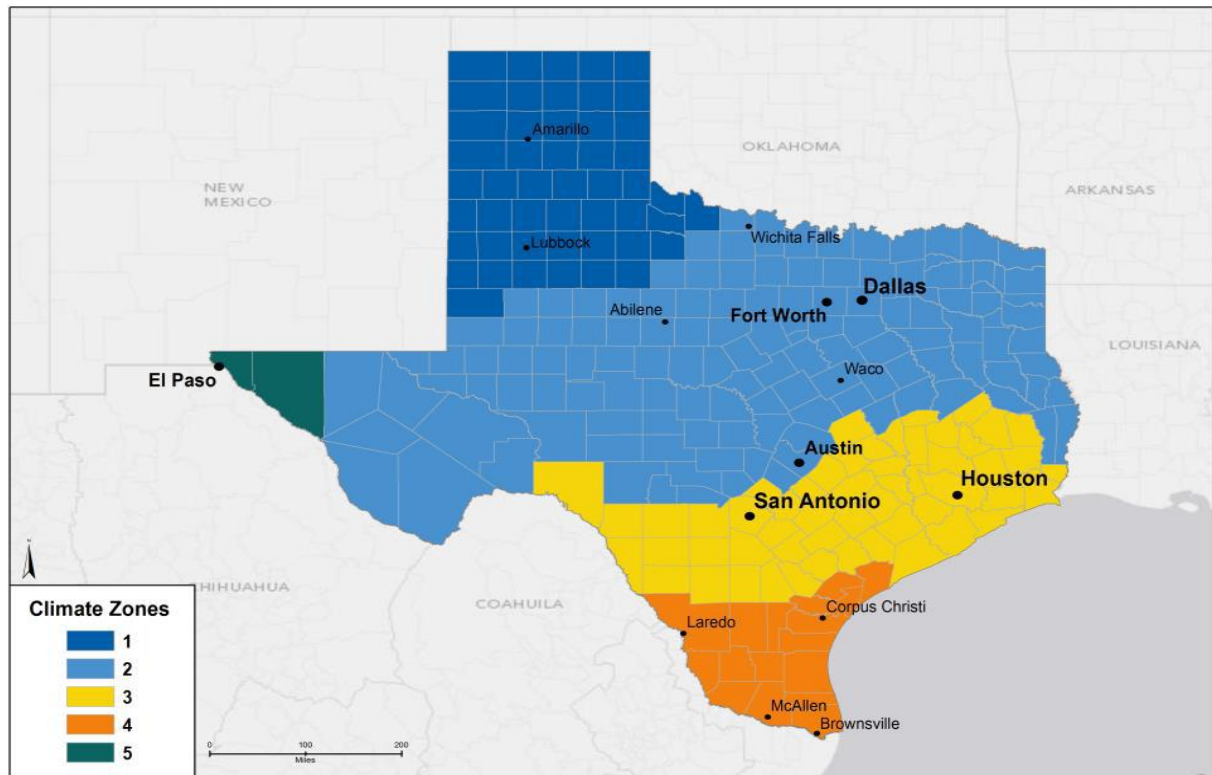 Amarillo
OKLAHOMA
NEW
MEXICO
ARKANSAS
Lubbock
Wichita Falls
Dallas
Abilene
Fort Worth
LOUISIANA
El Paso
Waco
Austin
Houston
San Antonio
N
CHIHUAHUA
COAHUILA
Climate Zones
1
2
3
4
5
Corpus Christi
Laredo
McAllen
Brownsville
0 100 200
Miles